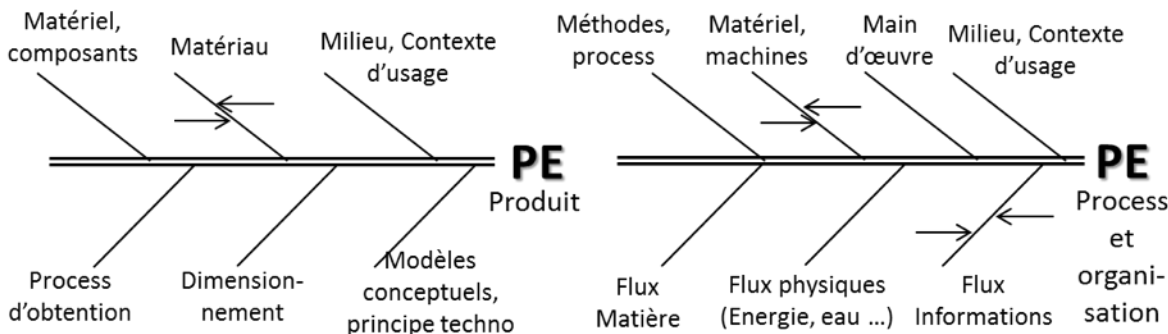 Matériel,
composants
Matériau
Milieu, Contexte
d'usage
PE
Produit
Process
d'obtention
Dimension-
nement
Modèles
conceptuels,
principe techno
Méthodes,
process
Matériel,
machines
Main
d'œuvre
Milieu, Contexte
d'usage
PE
Process
et
organi-
sation
Flux
Matière
Flux physiques
(Energie, eau ...)
Flux
Informations